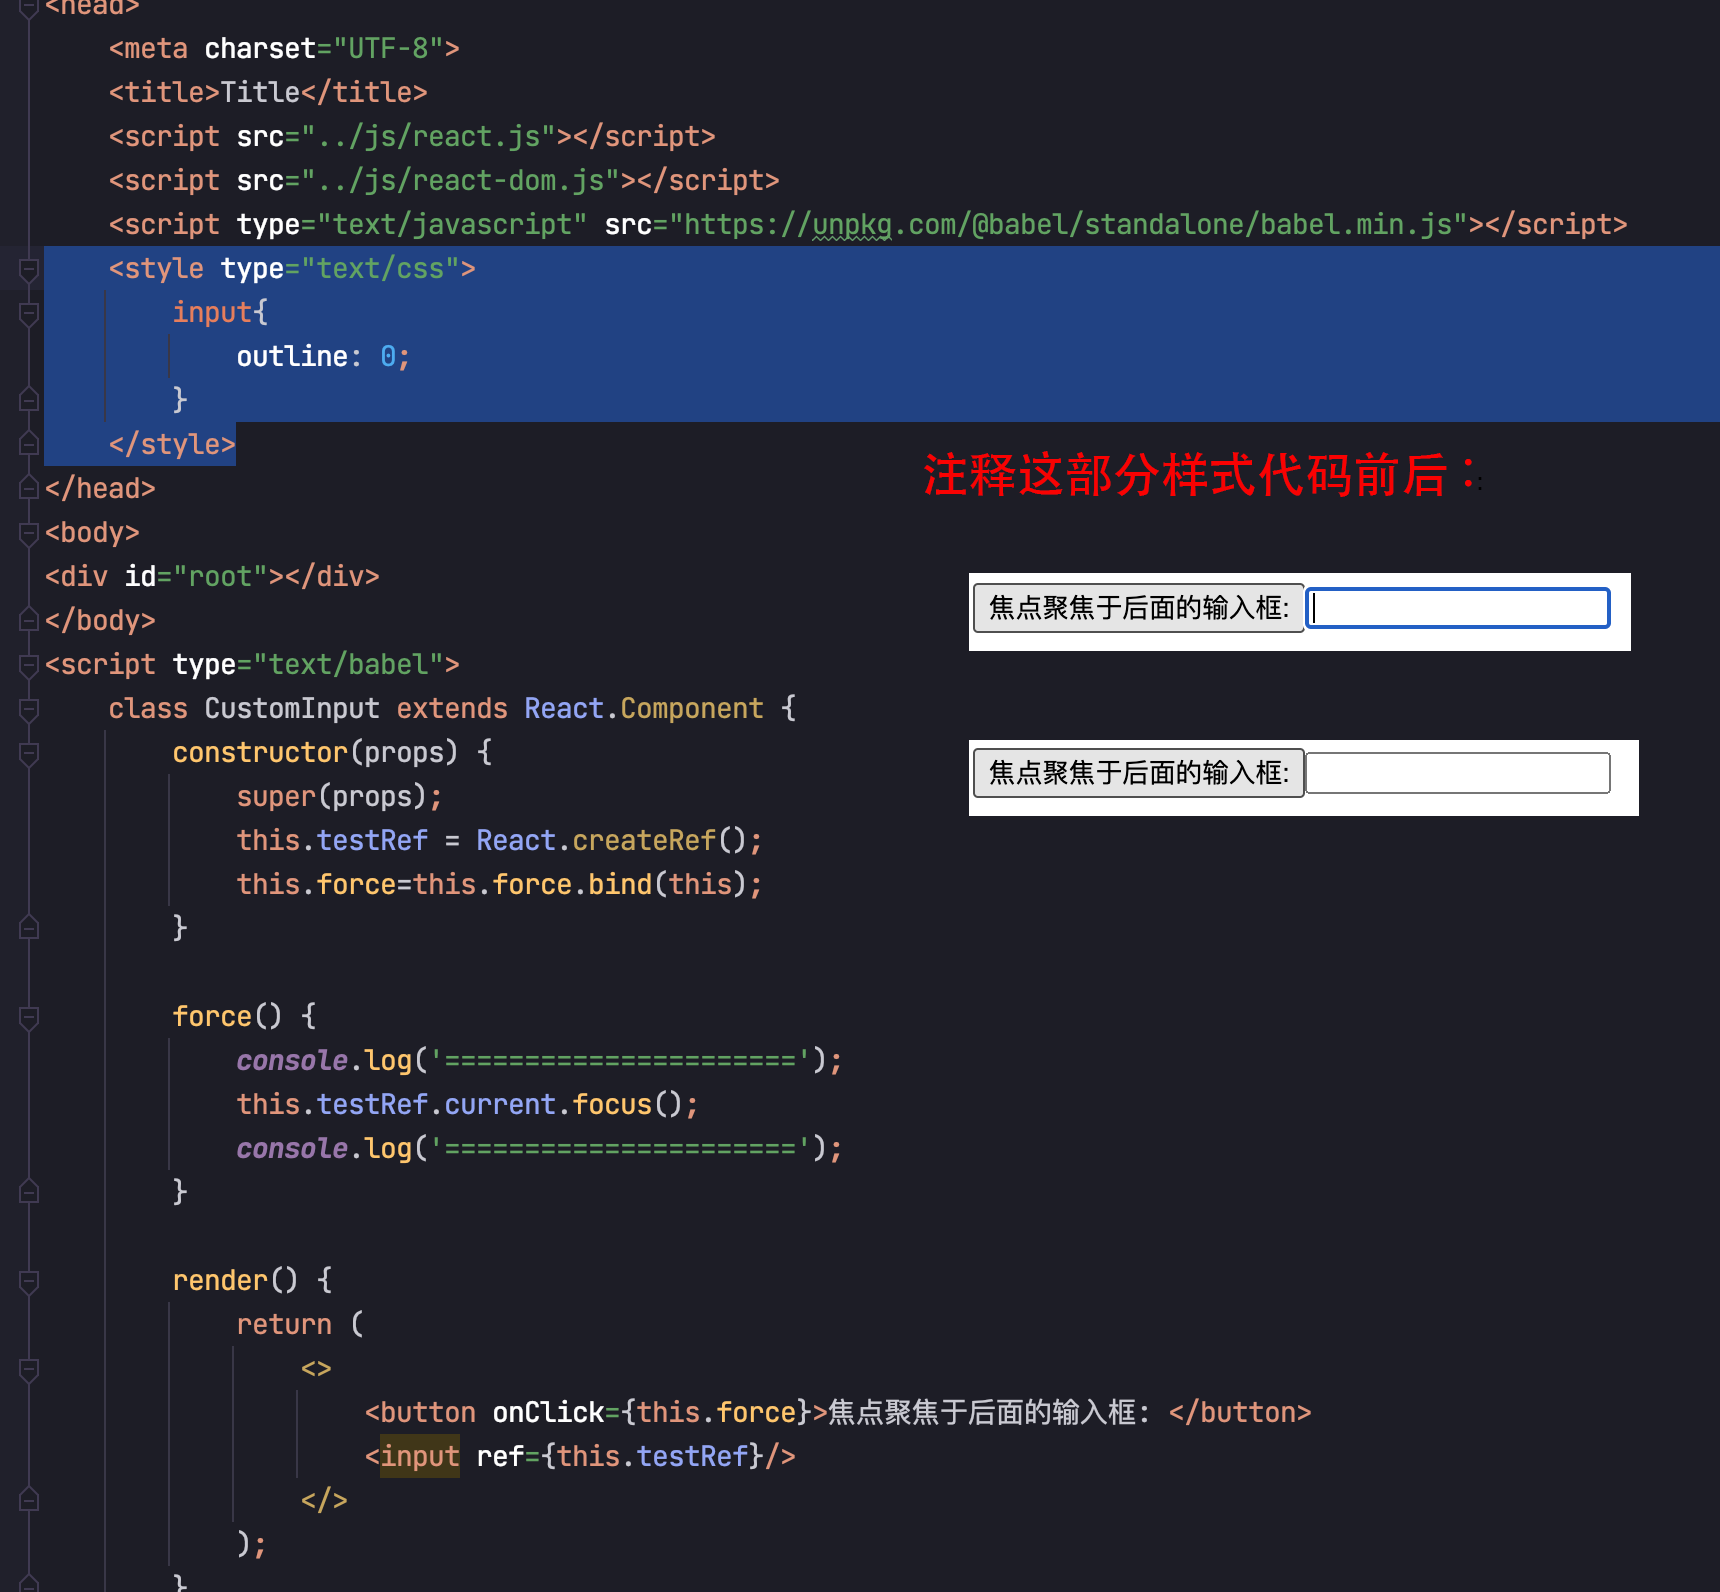 <head>
<meta charset="UTF-8">
<title>Title</title>
<script src="../js/react.js"></script>
<script src="../js/react-dom.js"></script>
<script type="text/javascript" src="https://unpkg.com/@babel/standalone/babel.min.js"></script>
<style type="text/css">
input{
outline: 0;
}
</style>
注释这部分样式代码前后：
</head>
<body>
<div id="root"></div>
焦点聚焦于后面的输入框:
</body>
<script type="text/babel">
class CustomInput extends React.Component {
constructor(props) {
焦点聚焦于后面的输入框:
super(props);
this.testRef = React.createRef();
this.force=this.force.bind(this);
}
force() {
console.log('======================');
this.testRef.current.focus();
console.log('======================');
}
render() {
return (
<>
<button onClick={this.force}>焦点聚焦于后面的输入框: </button>
<input ref={this.testRef}/>
</>
);
}